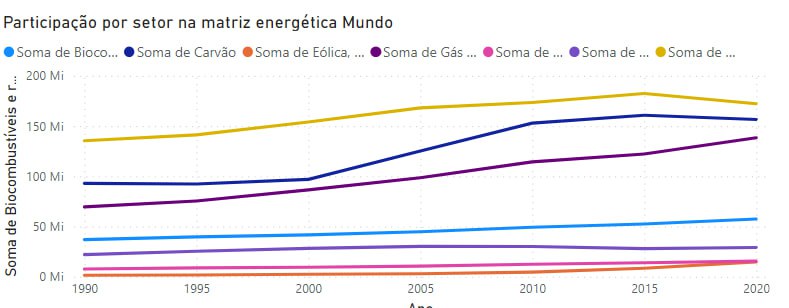 Participação por setor na matriz energética Mundo
Soma de Bioco... Soma de Carvão Soma de Eólica, ... Soma de Gás ... Soma de ... Soma de ... Soma de ...
Soma de Biocombustíveis e r...
200 Mi
150 Mi
100 Mi
50 Mi
0 Mi
1990 1995 2000 2005 2010 2015 2020